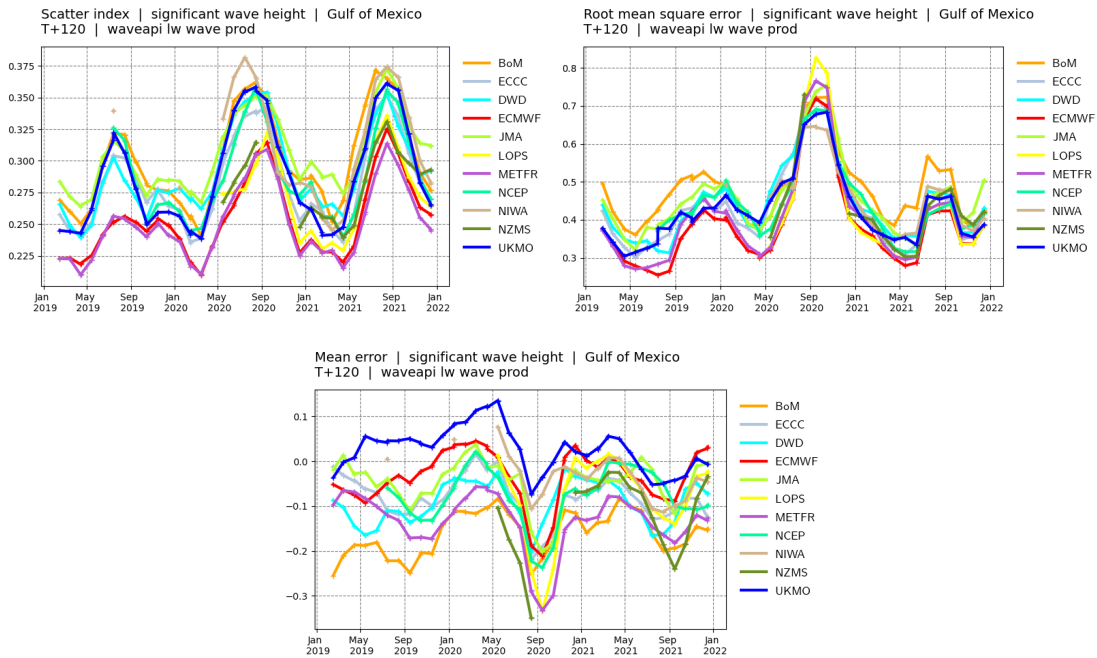 Scatter index | significant wave height | Gulf of Mexico
T+120 | waveapi lw wave prod
0.375
0.350
0.325
0.300
0.275
0.250
0.225
Jan 2019
May 2019
Sep 2019
Jan 2020
May 2020
Sep 2020
Jan 2021
May 2021
Sep 2021
Jan 2022
BoM
ECCC
DWD
ECMWF
JMA
LOPS
METFR
NCEP
NIWA
NZMS
UKMO
Root mean square error | significant wave height | Gulf of Mexico
T+120 | waveapi lw wave prod
0.8
0.7
0.6
0.5
0.4
0.3
Jan 2019
May 2019
Sep 2019
Jan 2020
May 2020
Sep 2020
Jan 2021
May 2021
Sep 2021
Jan 2022
BoM
ECCC
DWD
ECMWF
JMA
LOPS
METFR
NCEP
NIWA
NZMS
UKMO
Mean error | significant wave height | Gulf of Mexico
T+120 | waveapi lw wave prod
0.1
0.0
−0.1
−0.2
−0.3
Jan 2019
May 2019
Sep 2019
Jan 2020
May 2020
Sep 2020
Jan 2021
May 2021
Sep 2021
Jan 2022
BoM
ECCC
DWD
ECMWF
JMA
LOPS
METFR
NCEP
NIWA
NZMS
UKMO